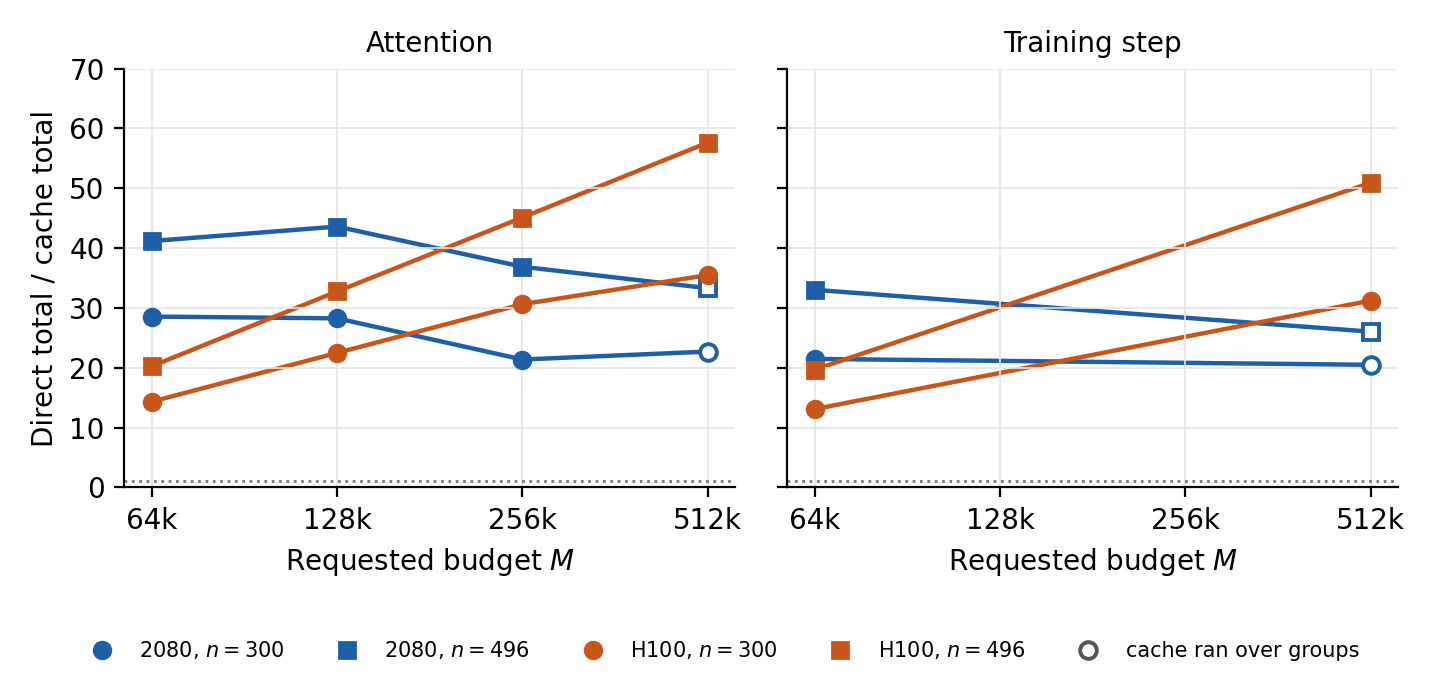 Attention
Training step
Direct total / cache total
70
60
50
40
30
20
10
0
64k 128k 256k 512k
64k 128k 256k 512k
Requested budget M
Requested budget M
2080, n = 300
2080, n = 496
H100, n = 300
H100, n = 496
cache ran over groups